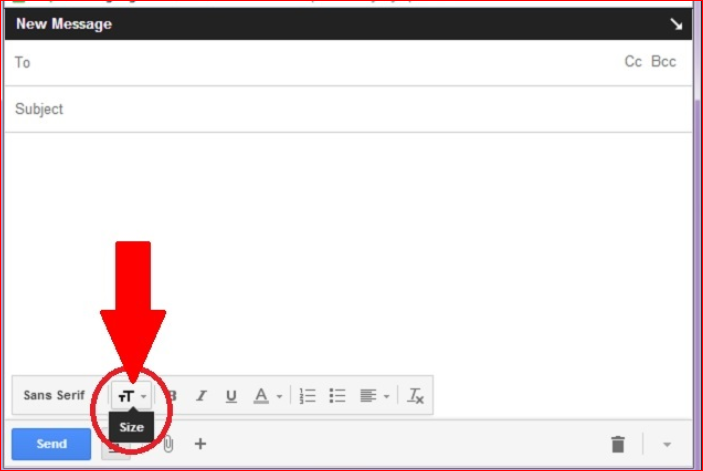 New Message
To Cc Bcc
Subject
Sans Serif T T B I U A T x
Size
Send